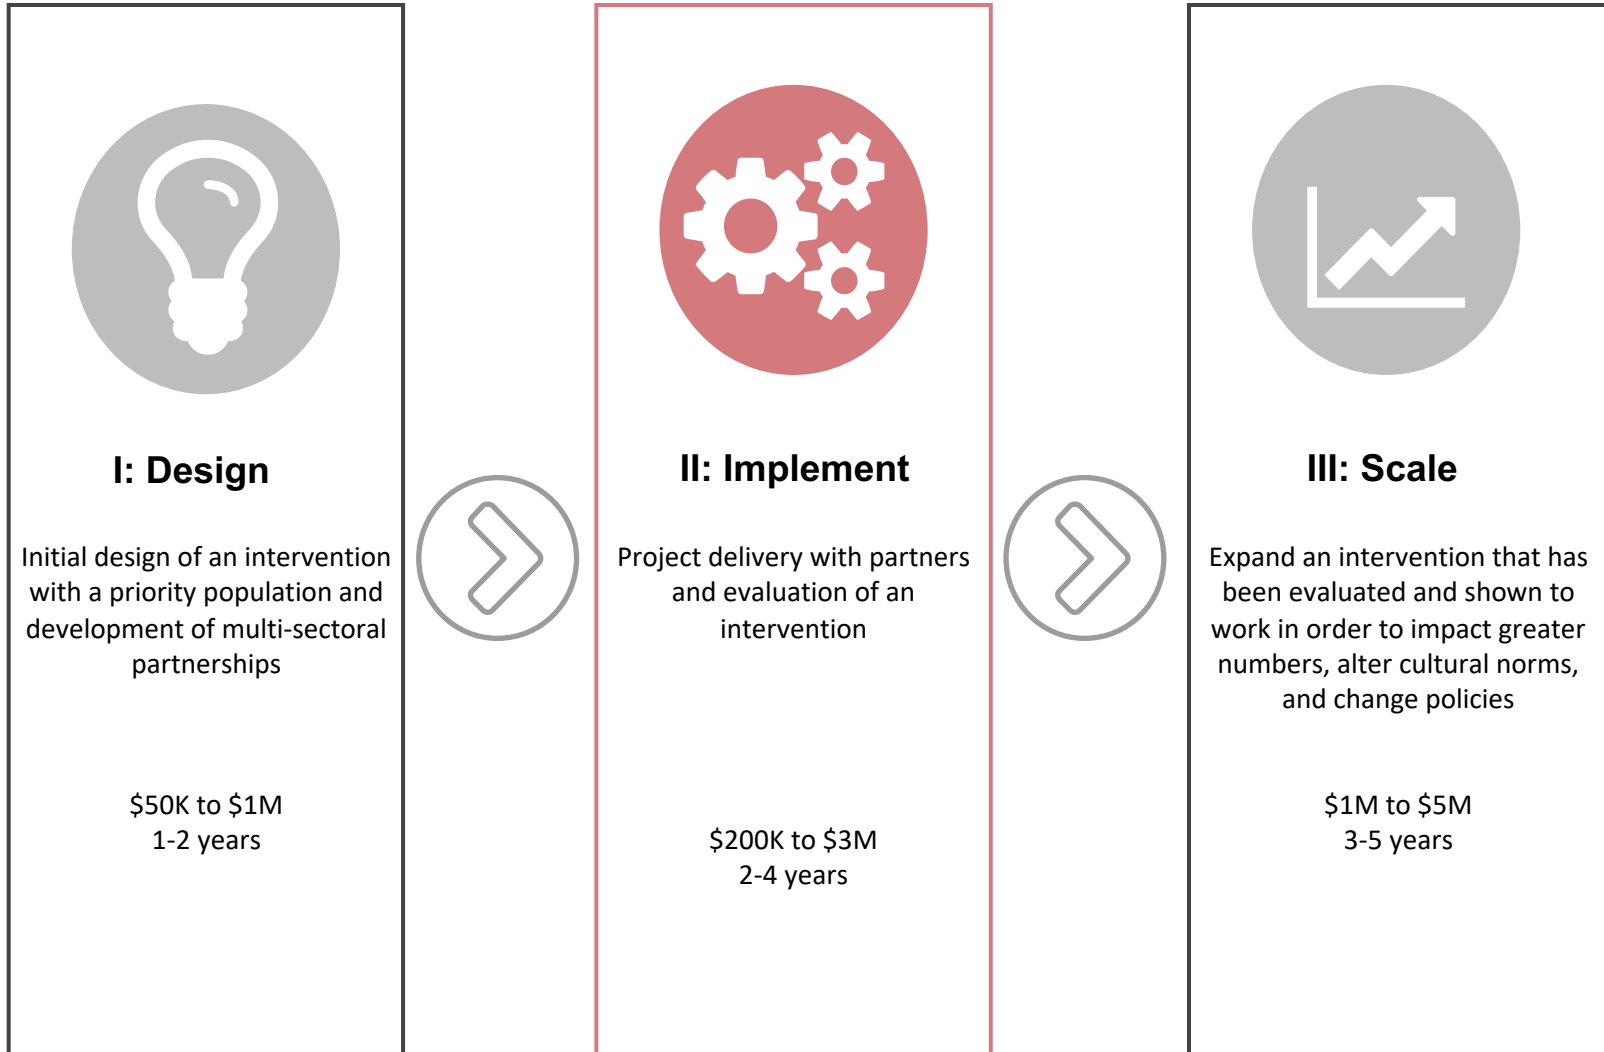 I: Design
Initial design of an intervention
with a priority population and
development of multi-sectoral
partnerships
$50K to $1M
1-2 years
II: Implement
Project delivery with partners
and evaluation of an
intervention
$200K to $3M
2-4 years
III: Scale
Expand an intervention that has
been evaluated and shown to
work in order to impact greater
numbers, alter cultural norms,
and change policies
$1M to $5M
3-5 years